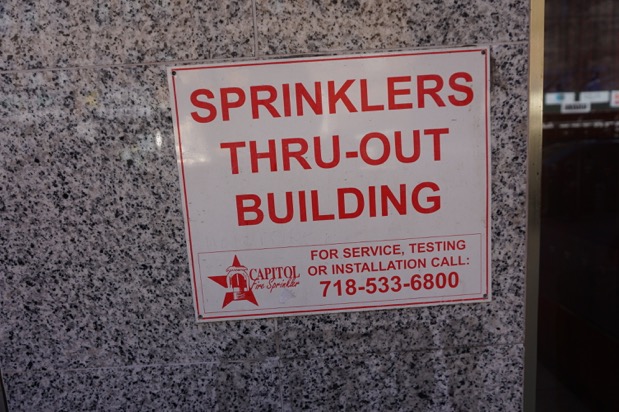 SPRINKLERS
THRU-OUT
BUILDING
CAPITOL
Fire Sprinkler
FOR SERVICE, TESTING
OR INSTALLATION CALL:
718-533-6800